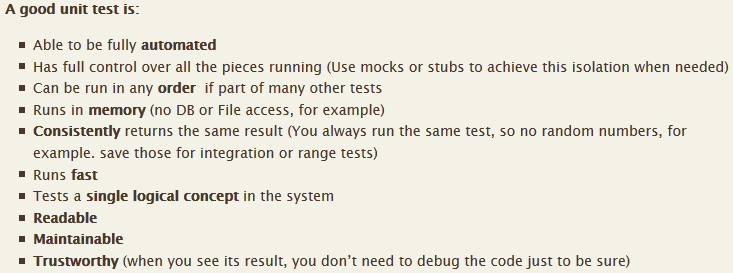 A good unit test is:
Able to be fully automated
Has full control over all the pieces running (Use mocks or stubs to achieve this isolation when needed)
Can be run in any order  if part of many other tests
Runs in memory (no DB or File access, for example)
Consistently returns the same result (You always run the same test, so no random numbers, for
example. save those for integration or range tests)
Runs fast
Tests a single logical concept in the system
Readable
Maintainable
Trustworthy (when you see its result, you don’t need to debug the code just to be sure)